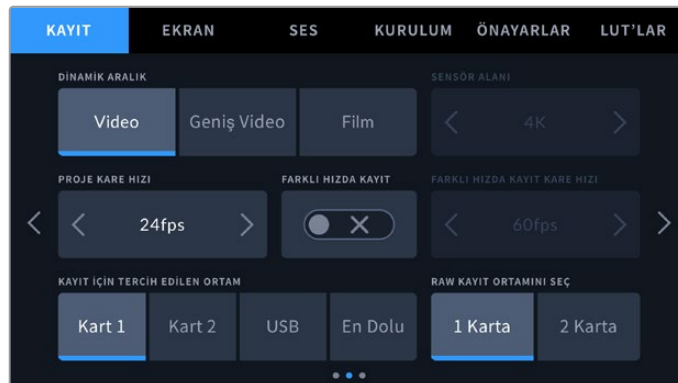 KAYIT EKRAN SES KURULUM ÖNAYARLAR LUT'LAR
DİNAMİK ARALIK SENSÖR ALANI
Video Geniş Video Film 4K
PROJE KARE HIZI FARKLI HIZDA KAYIT FARKLI HIZDA KAYIT KARE HIZI
24fps 60fps
KAYIT İÇİN TERCİH EDİLEN ORTAM RAW KAYIT ORTAMINI SEÇ
Kart 1 Kart 2 USB En Dolu 1 Karta 2 Karta